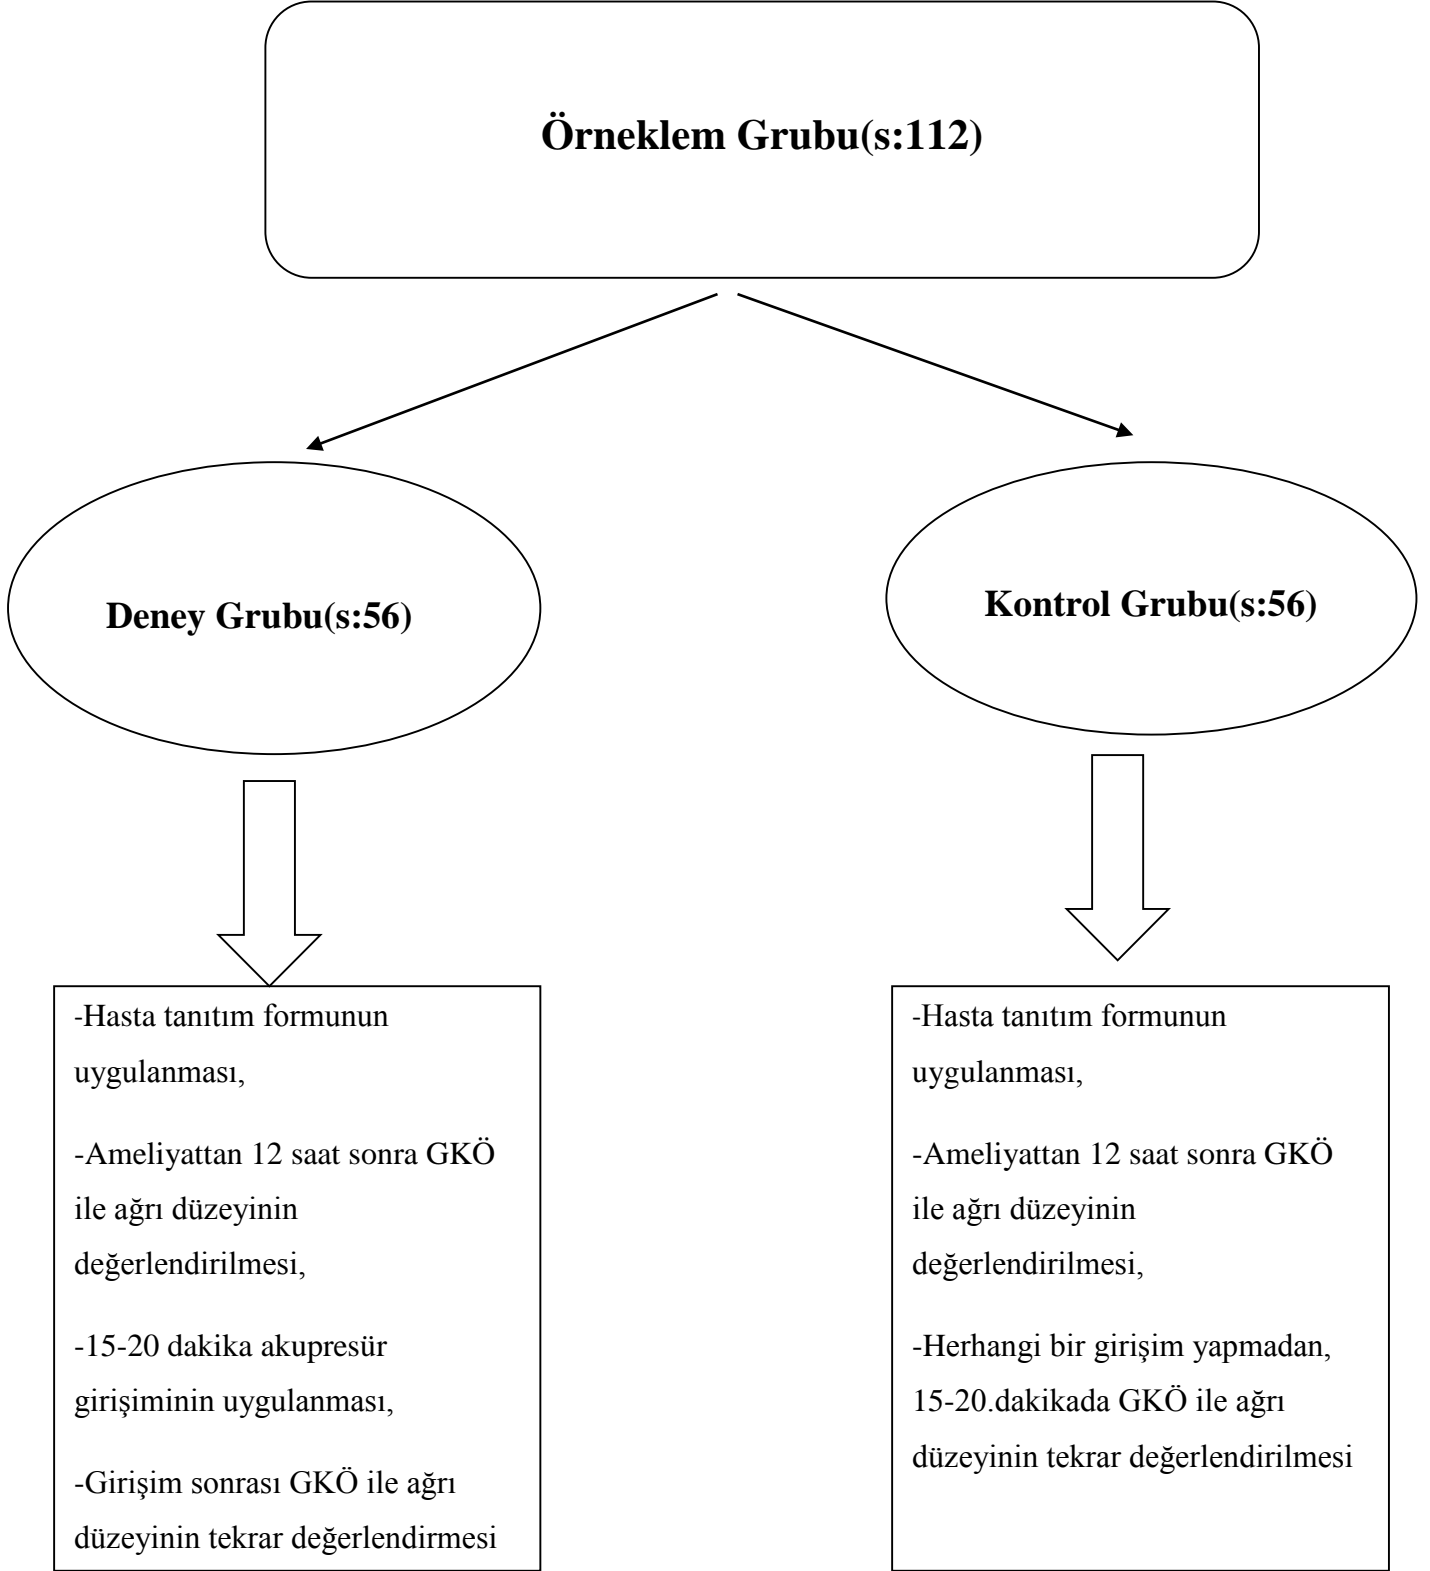 Örneklem Grubu(s:112)
Deney Grubu(s:56)
Kontrol Grubu(s:56)
-Hasta tanıtım formunun
uygulanması,
-Ameliyattan 12 saat sonra GKÖ
ile ağrı düzeyinin
değerlendirilmesi,
-15-20 dakika akupresür
girişiminin uygulanması,
-Girişim sonrası GKÖ ile ağrı
düzeyinin tekrar değerlendirmesi
-Hasta tanıtım formunun
uygulanması,
-Ameliyattan 12 saat sonra GKÖ
ile ağrı düzeyinin
değerlendirilmesi,
-Herhangi bir girişim yapmadan,
15-20.dakikada GKÖ ile ağrı
düzeyinin tekrar değerlendirilmesi